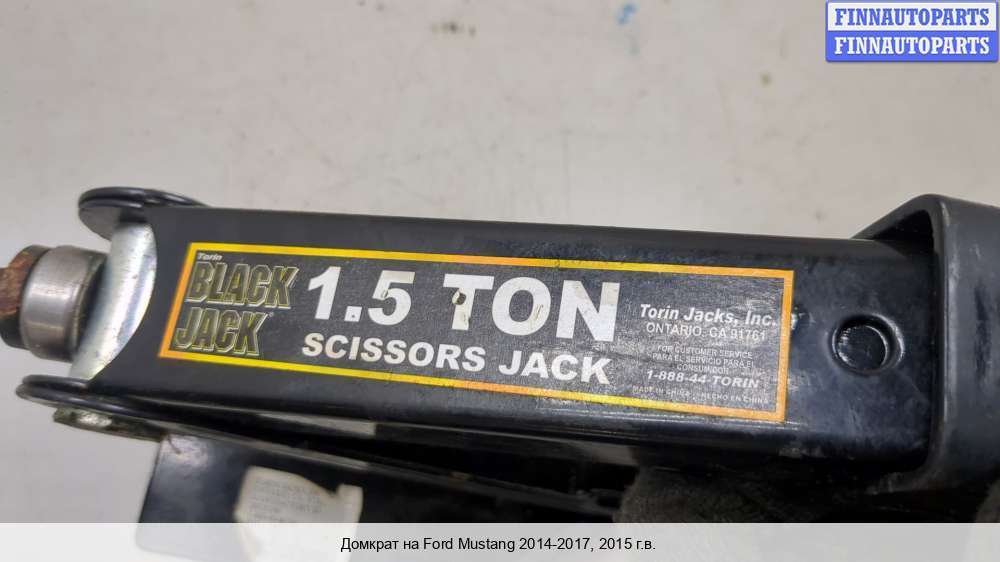 FINNAUTOPARTS
FINNAUTOPARTS
Torin
BLACK
JACK®
1.5 TON
SCISSORS JACK
Torin Jacks, Inc.
ONTARIO, CA 91761
FOR CUSTOMER SERVICE
PARA EL SERVICIO PARA EL
CONSUMIDOR
1-888-44-TORIN
MADE IN CHINA HECHO EN CHINA
Домкрат на Ford Mustang 2014-2017, 2015 г.в.